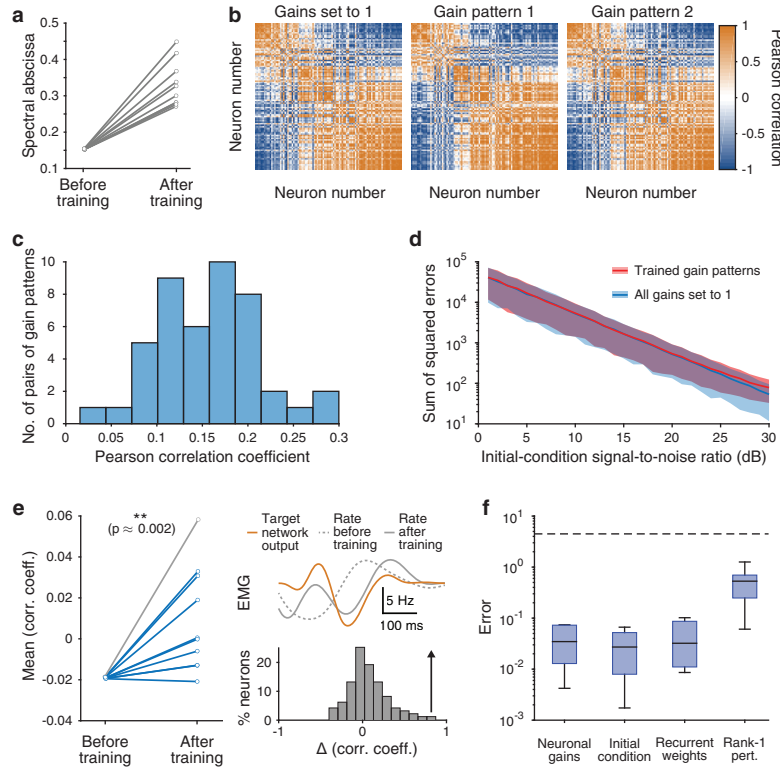 a
Spectral abscissa
0.5
0.4
0.3
0.2
0.1
Before training
After training
b
Gains set to 1
Gain pattern 1
Gain pattern 2
Neuron number
Neuron number
Neuron number
Neuron number
1
0.5
0
-0.5
-1
Pearson correlation
c
No. of pairs of gain patterns
10
8
6
4
2
0
0
0.05
0.1
0.15
0.2
0.25
0.3
Pearson correlation coefficient
d
Sum of squared errors
10^5
10^4
10^3
10^2
10^1
Trained gain patterns
All gains set to 1
0
5
10
15
20
25
30
Initial-condition signal-to-noise ratio (dB)
e
Mean (corr. coeff.)
0.06
0.04
0.02
0
-0.02
-0.04
**
(p ≈ 0.002)
Before training
After training
Target network output
Rate before training
Rate after training
EMG
5 Hz
100 ms
% neurons
20
0
-1
0
1
Δ (corr. coeff.)
f
Error
10^1
10^0
10^-1
10^-2
10^-3
Neuronal gains
Initial condition
Recurrent weights
Rank-1 pert.